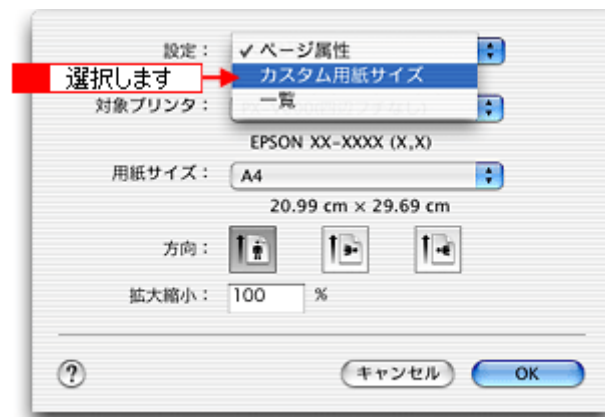 設定：
✓ ページ属性
選択します
カスタム用紙サイズ
対象プリンタ：
一覧
EPSON XX-XXXX (X,X)
用紙サイズ：
A4
20.99 cm × 29.69 cm
方向：
拡大縮小：
100
%
?
キャンセル
OK